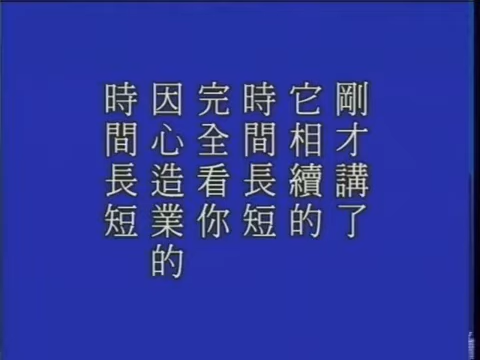 剛才講了
它相續的
時間長短
完全看你
因心造業的
時間長短